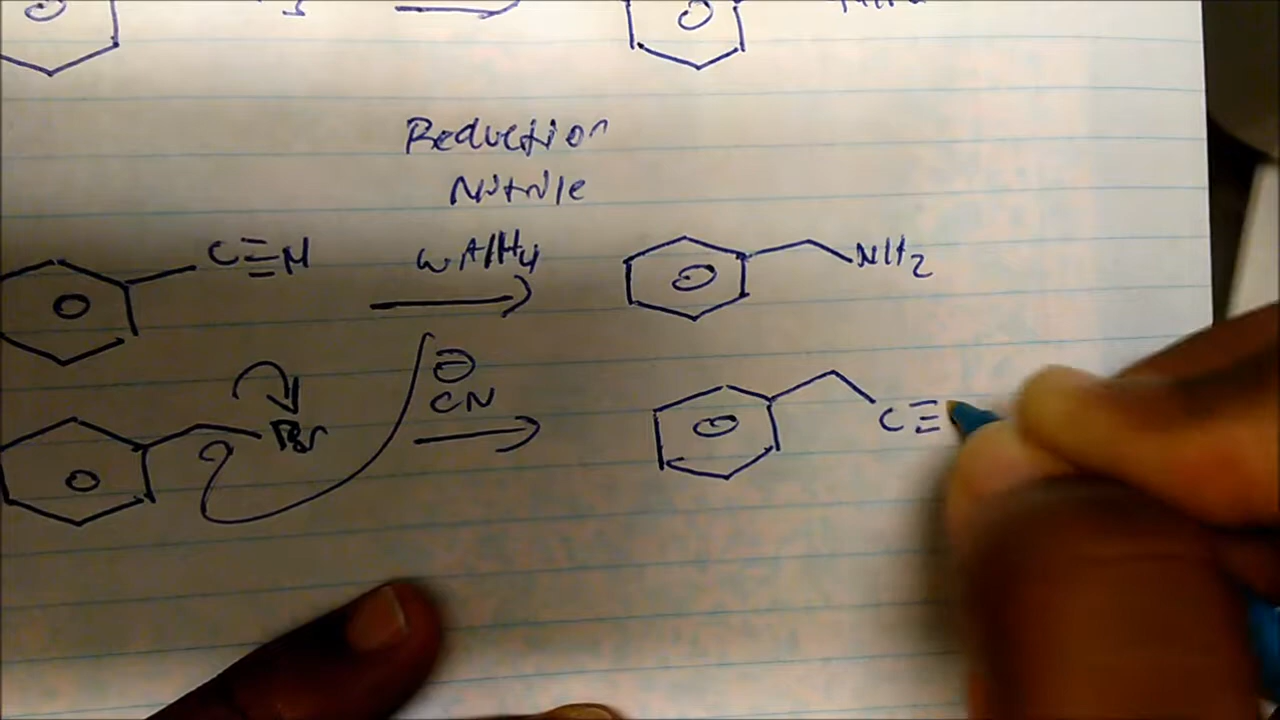 Reduction
Nitrile
C≡N LiAlH4 NH2
Br ⊖CN C≡